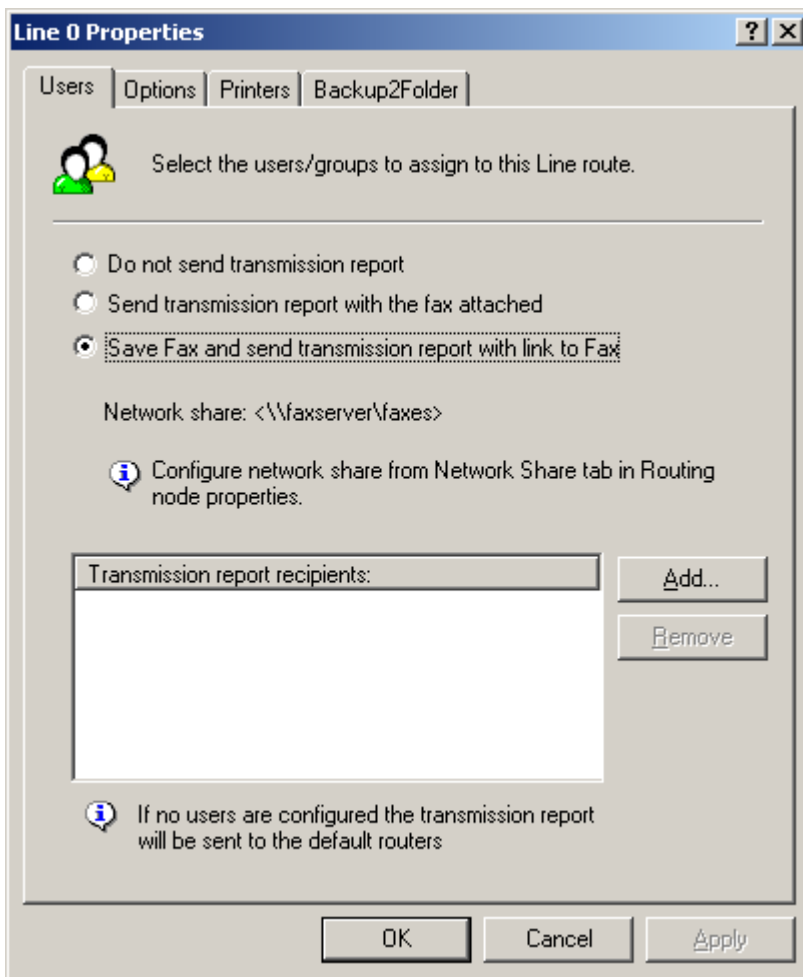 Line 0 Properties
Users Options Printers Backup2Folder
Select the users/groups to assign to this Line route.
Do not send transmission report
Send transmission report with the fax attached
Save Fax and send transmission report with link to Fax
Network share: <\\faxserver\faxes>
Configure network share from Network Share tab in Routing
node properties.
Transmission report recipients:
Add...
Remove
If no users are configured the transmission report
will be sent to the default routers
OK Cancel Apply